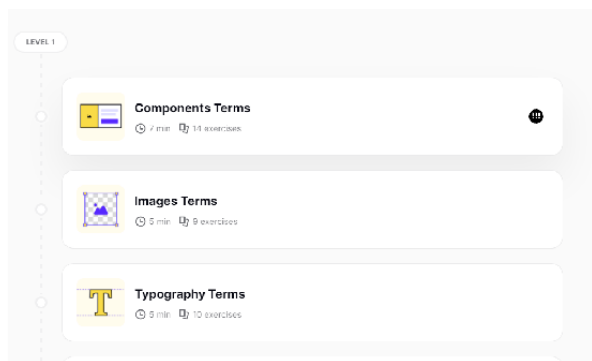 LEVEL 1
Components Terms
7 min 14 exercises
Images Terms
5 min 9 exercises
Typography Terms
5 min 10 exercises